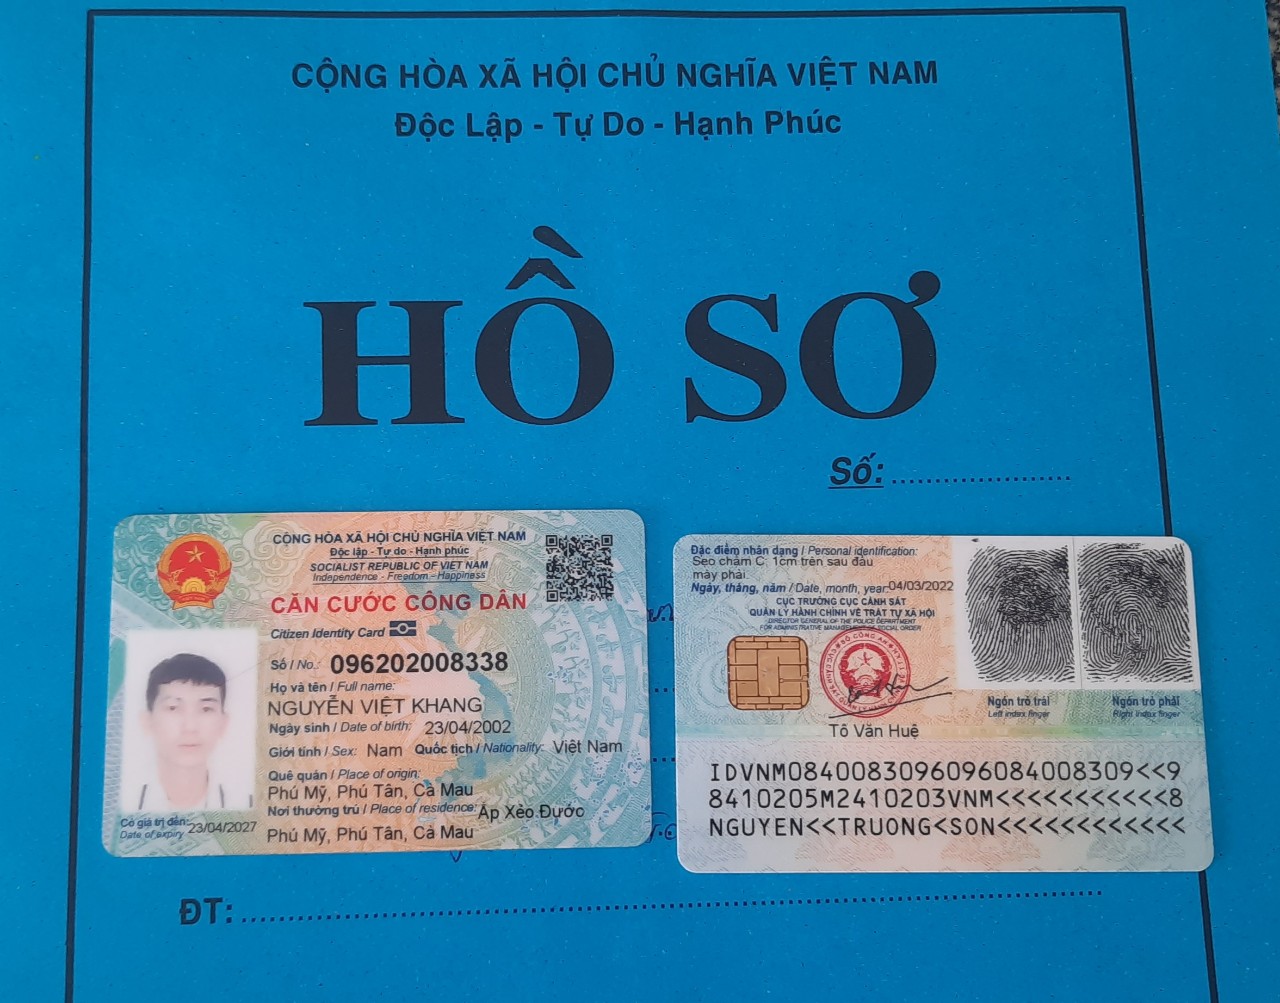 CỘNG HÒA XÃ HỘI CHỦ NGHĨA VIỆT NAM
Độc Lập - Tự Do - Hạnh Phúc
HỒ SƠ
Số:
CỘNG HÒA XÃ HỘI CHỦ NGHĨA VIỆT NAM
Độc lập - Tự do - Hạnh phúc
SOCIALIST REPUBLIC OF VIET NAM
Independence - Freedom - Happiness
CĂN CƯỚC CÔNG DÂN
Citizen Identity Card
Số / No.: 096202008338
Họ và tên / Full name:
NGUYỄN VIỆT KHANG
Ngày sinh / Date of birth: 23/04/2002
Giới tính / Sex: Nam Quốc tịch / Nationality: Việt Nam
Quê quán / Place of origin:
Phú Mỹ, Phú Tân, Cà Mau
Nơi thường trú / Place of residence: Ấp Xẻo Đước
Phú Mỹ, Phú Tân, Cà Mau
Có giá trị đến: 23/04/2027
Date of expiry
Đặc điểm nhân dạng / Personal identification:
Sẹo chấm C: 1cm trên sau đầu
mày phải.
Ngày, tháng, năm / Date, month, year: 04/03/2022
CỤC TRƯỞNG CỤC CẢNH SÁT
QUẢN LÝ HÀNH CHÍNH VỀ TRẬT TỰ XÃ HỘI
DIRECTOR GENERAL OF THE POLICE DEPARTMENT
FOR ADMINISTRATIVE MANAGEMENT OF SOCIAL ORDER
Tô Văn Huệ
Ngón trỏ trái
Left index finger
Ngón trỏ phải
Right index finger
IDVNM0840083096096084008309<<9
8410205M2410203VNM<<<<<<<<<<<8
NGUYEN<<TRUONG<SON<<<<<<<<<<<<
ĐT: